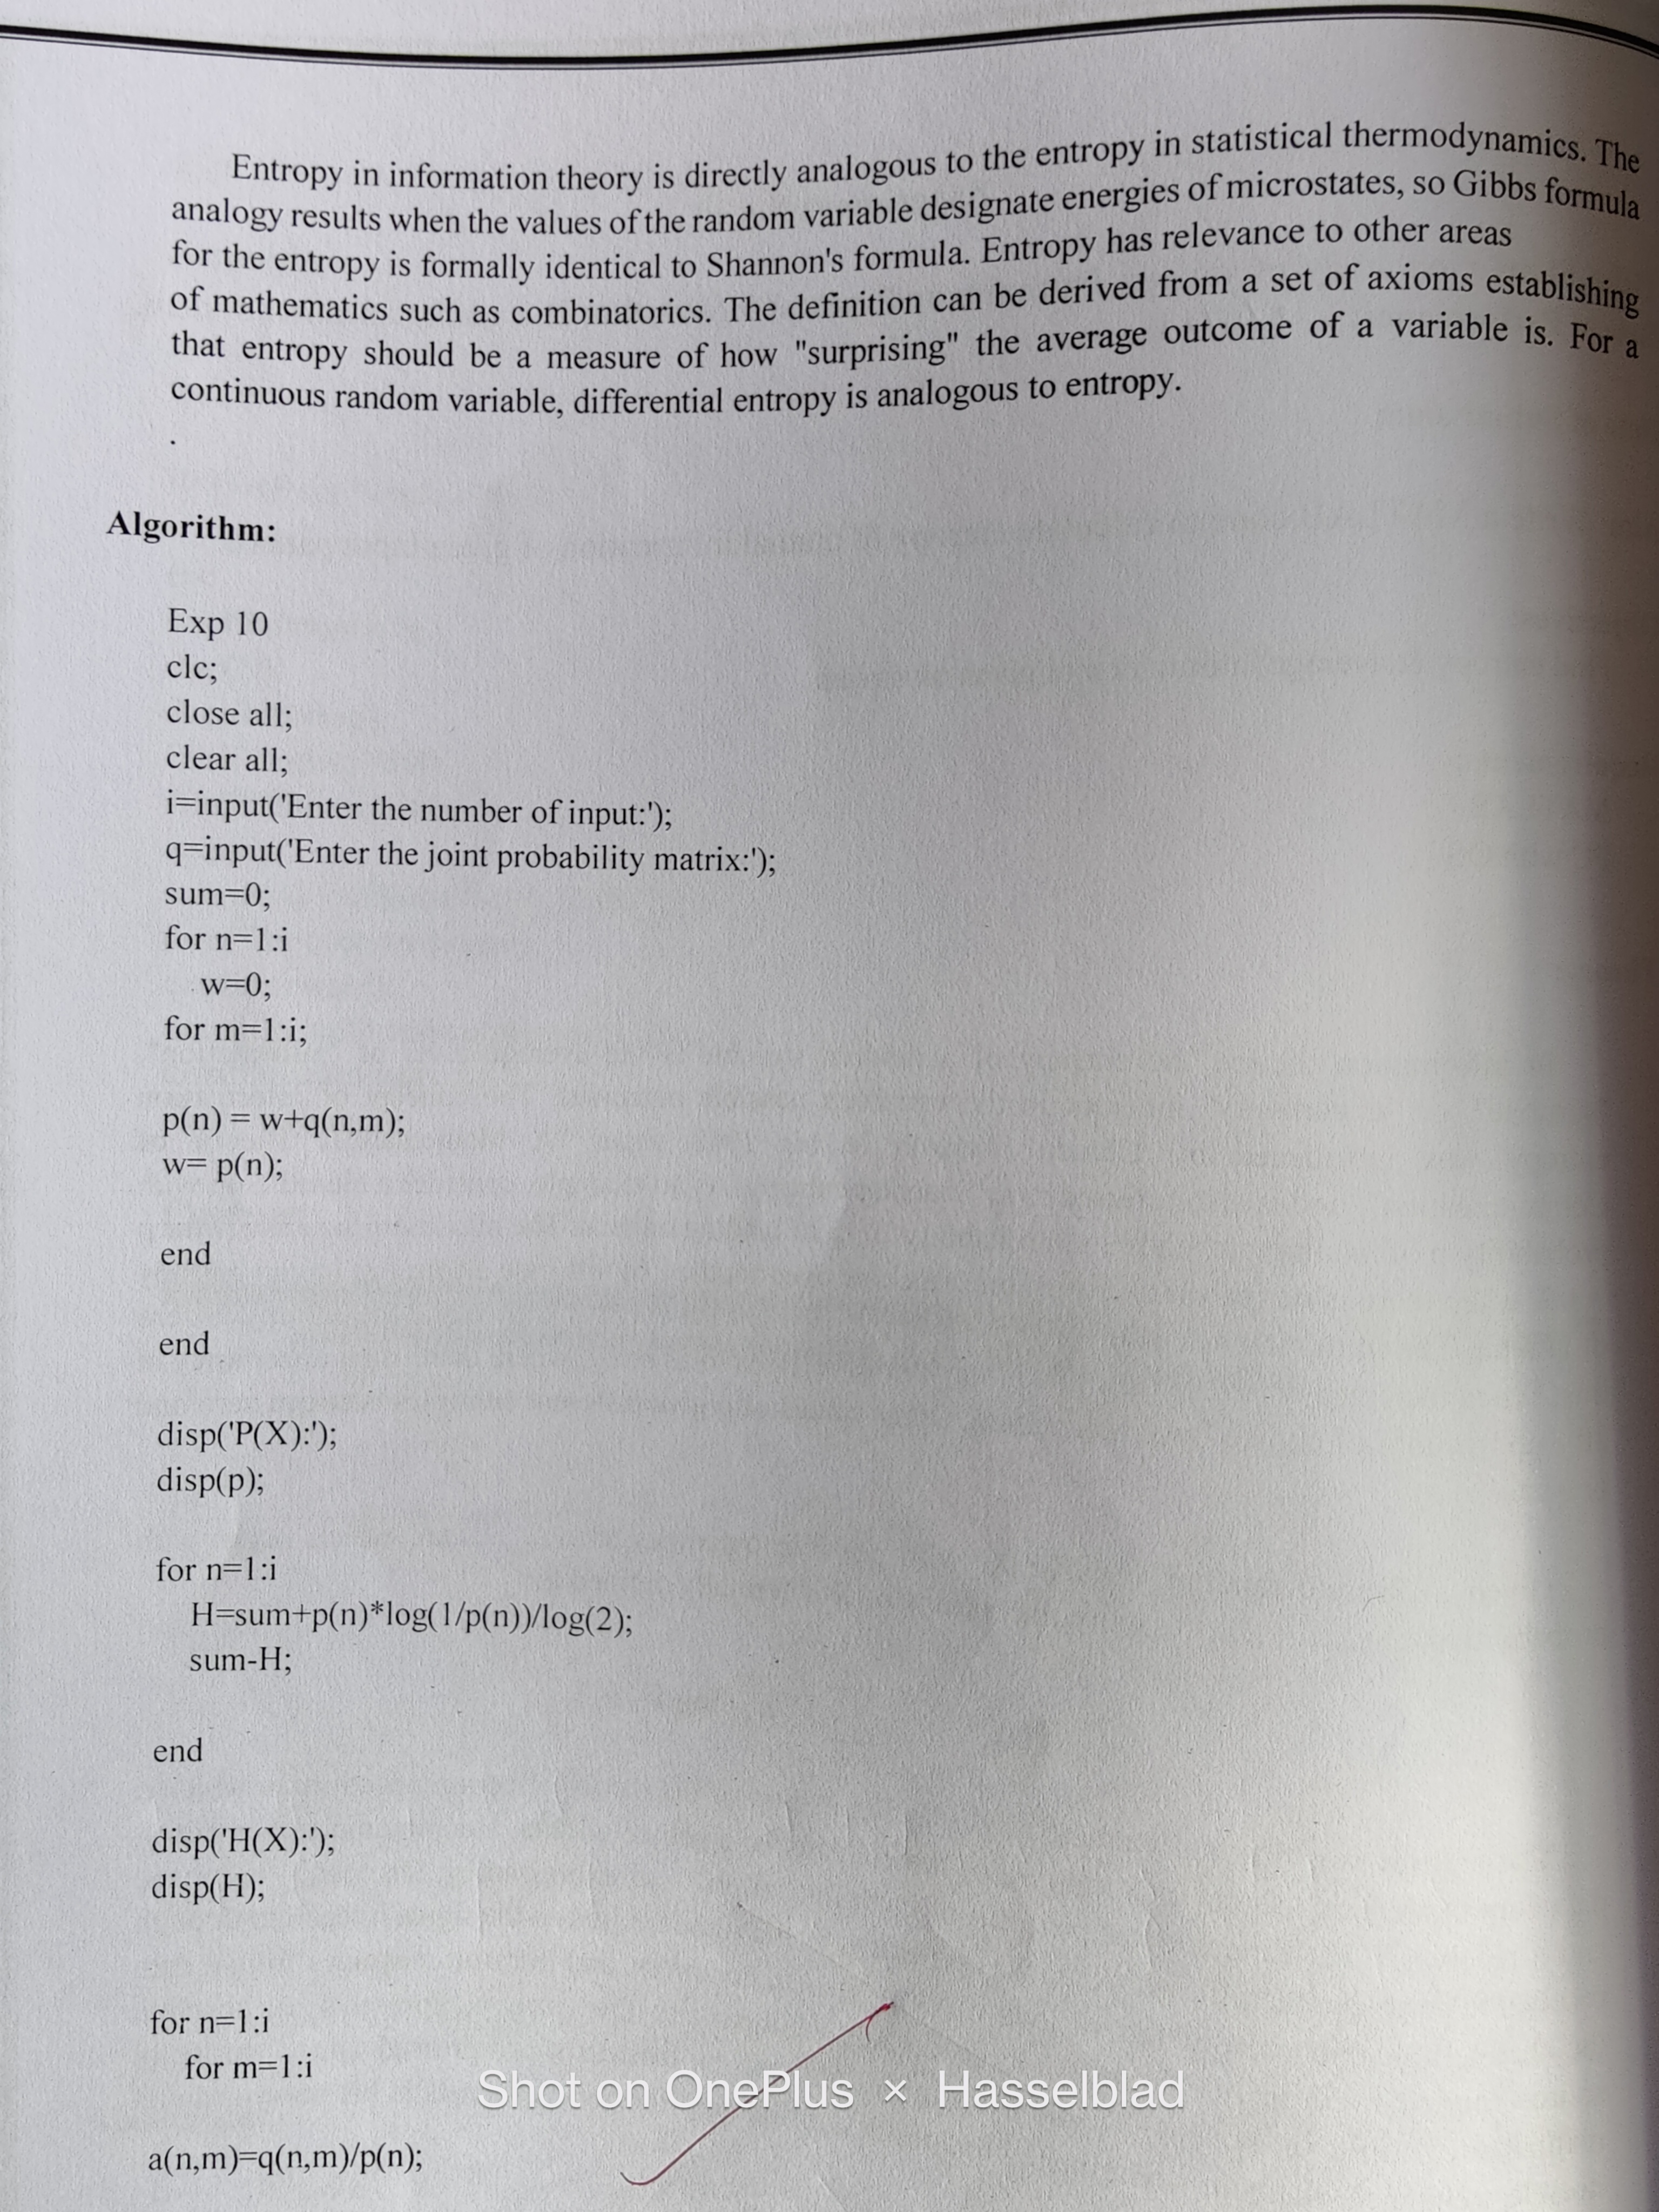 Entropy in information theory is directly analogous to the entropy in statistical thermodynamics. The
analogy results when the values of the random variable designate energies of microstates, so Gibbs formula
for the entropy is formally identical to Shannon's formula. Entropy has relevance to other areas
of mathematics such as combinatorics. The definition can be derived from a set of axioms establishing
that entropy should be a measure of how "surprising" the average outcome of a variable is. For a
continuous random variable, differential entropy is analogous to entropy.
.
Algorithm:
Exp 10
clc;
close all;
clear all;
i=input('Enter the number of input:');
q=input('Enter the joint probability matrix:');
sum=0;
for n=1:i
w=0;
for m=1:i;
p(n) = w+q(n,m);
w= p(n);
end
end
disp('P(X):');
disp(p);
for n=1:i
H=sum+p(n)*log(1/p(n))/log(2);
sum-H;
end
disp('H(X):');
disp(H);
for n=1:i
for m=1:i
Shot on OnePlus × Hasselblad
a(n,m)=q(n,m)/p(n);